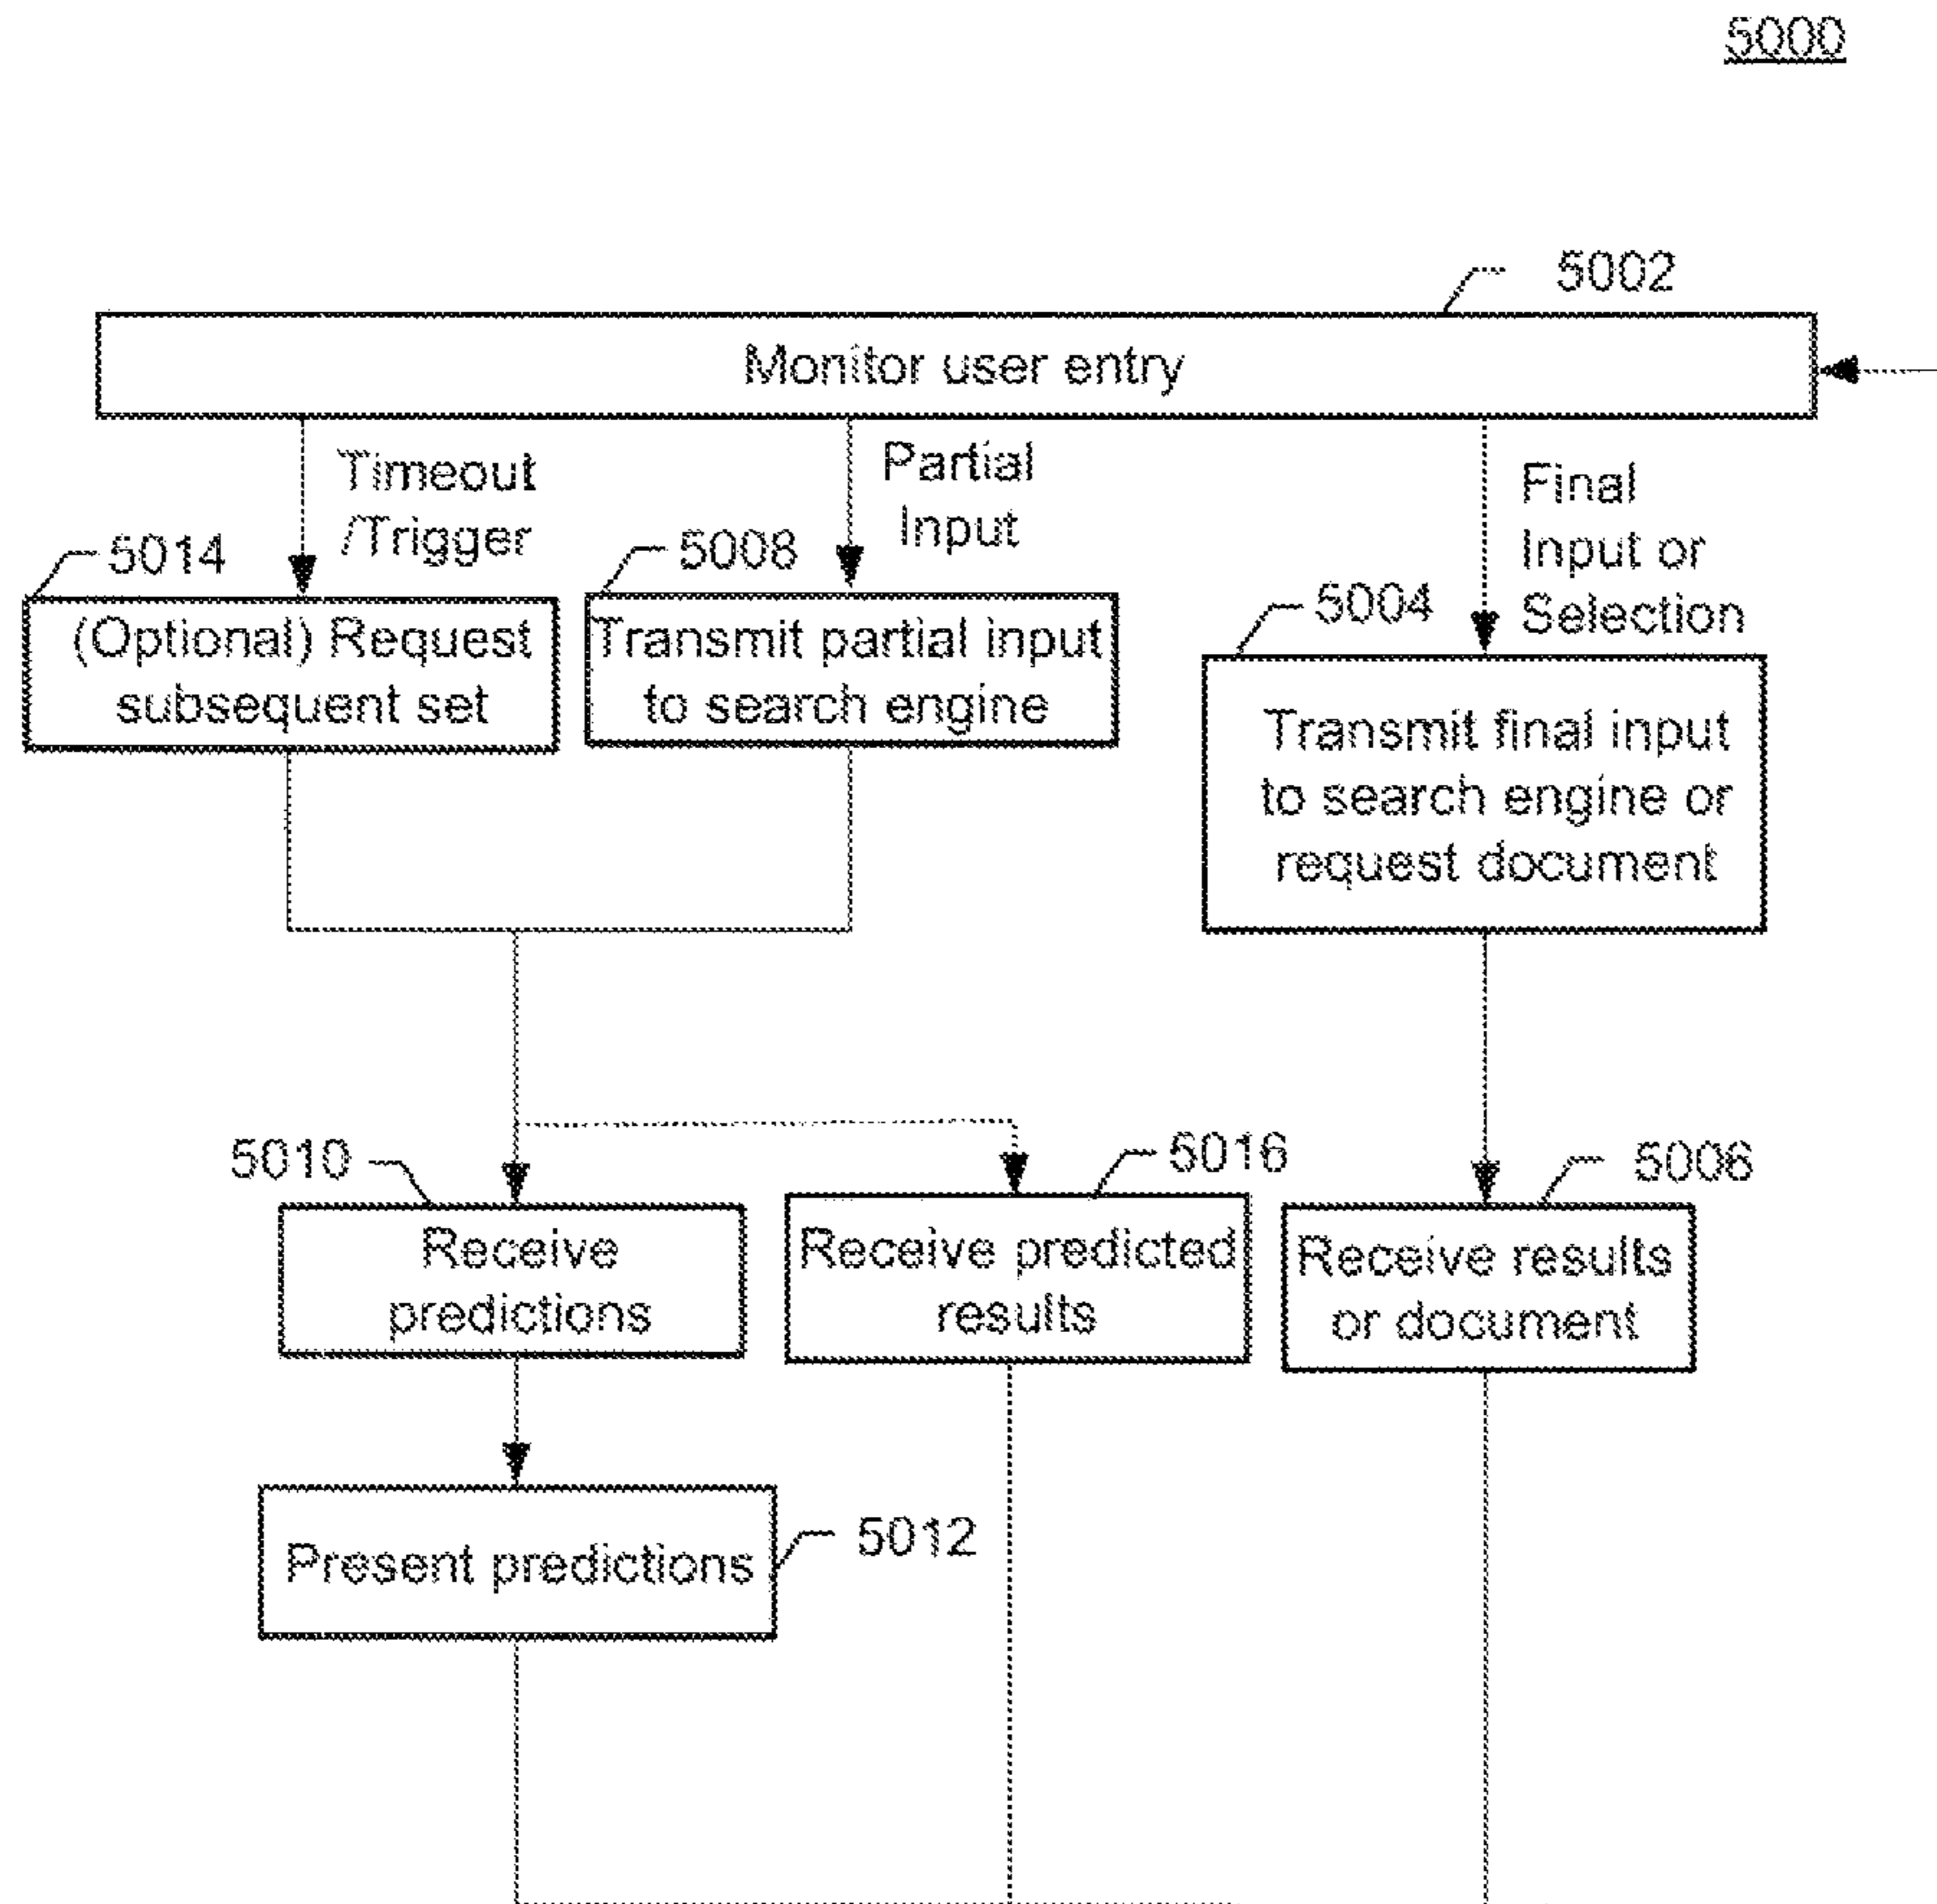 5000
5002
Monitor user entry
Timeout
/Trigger
Partial
Input
Final
Input or
Selection
5014
5008
5004
(Optional) Request
subsequent set
Transmit partial input
to search engine
Transmit final input
to search engine or
request document
5010
5016
5006
Receive
predictions
Receive predicted
results
Receive results
or document
Present predictions
5012